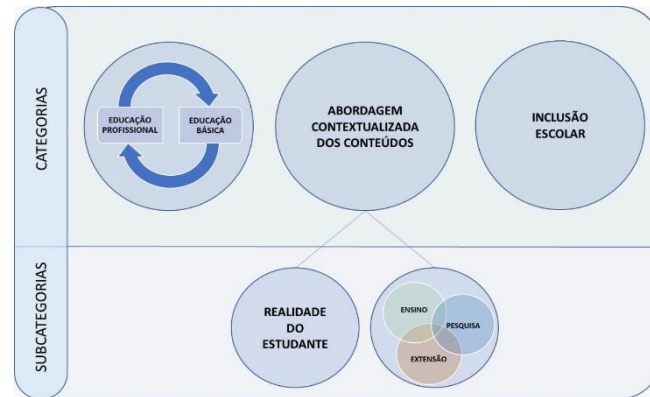 CATEGORIAS
EDUCAÇÃO
PROFISSIONAL
EDUCAÇÃO
BÁSICA
ABORDAGEM
CONTEXTUALIZADA
DOS CONTEÚDOS
INCLUSÃO
ESCOLAR
SUBCATEGORIAS
REALIDADE
DO
ESTUDANTE
ENSINO
PESQUISA
EXTENSÃO